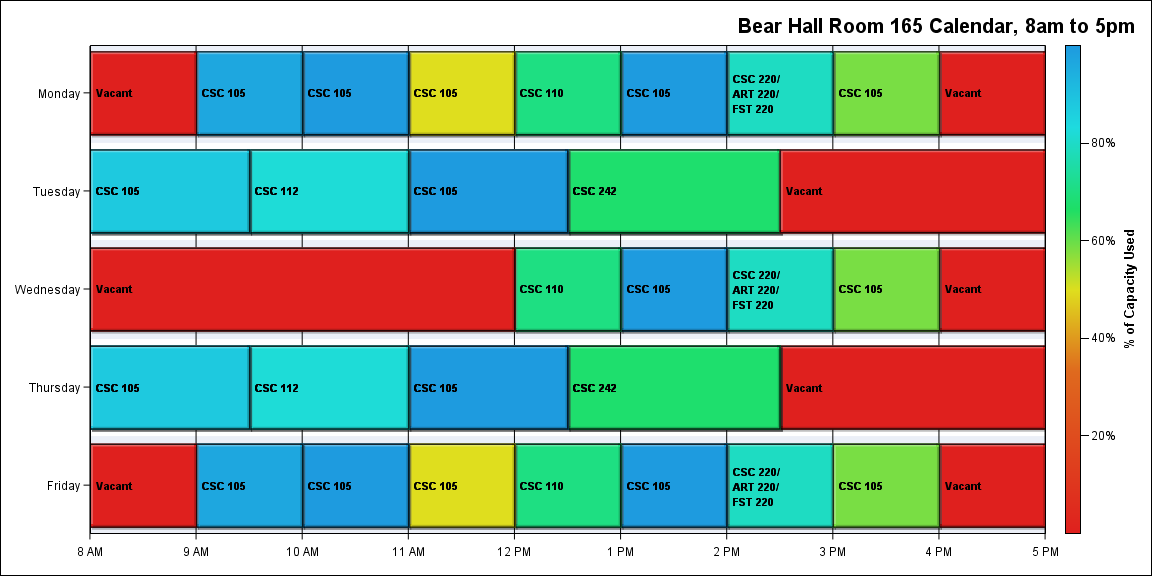 Bear Hall Room 165 Calendar, 8am to 5pm
Monday
Vacant
CSC 105
CSC 105
CSC 105
CSC 110
CSC 105
CSC 220/
ART 220/
FST 220
CSC 105
Vacant
Tuesday
CSC 105
CSC 112
CSC 105
CSC 242
Vacant
Wednesday
Vacant
CSC 110
CSC 105
CSC 220/
ART 220/
FST 220
CSC 105
Vacant
Thursday
CSC 105
CSC 112
CSC 105
CSC 242
Vacant
Friday
Vacant
CSC 105
CSC 105
CSC 105
CSC 110
CSC 105
CSC 220/
ART 220/
FST 220
CSC 105
Vacant
8 AM
9 AM
10 AM
11 AM
12 PM
1 PM
2 PM
3 PM
4 PM
5 PM
80%
60%
40%
20%
% of Capacity Used